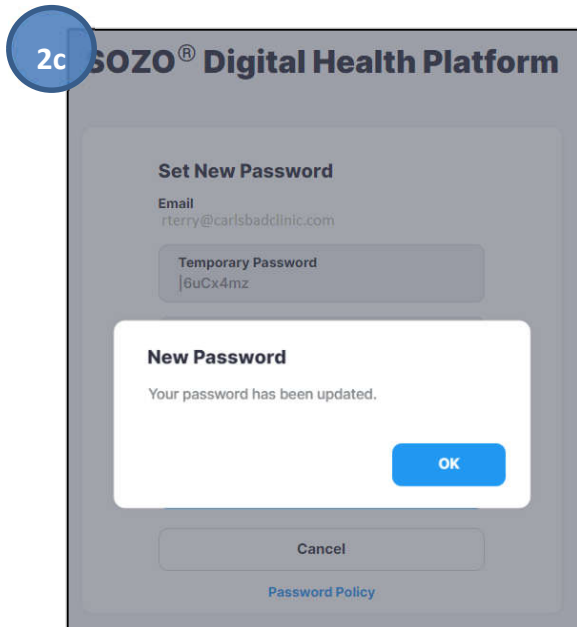 2c
SOZO® Digital Health Platform
Set New Password
Email
rterry@carlsbadclinic.com
Temporary Password
|6uCx4mz
New Password
Your password has been updated.
OK
Cancel
Password Policy